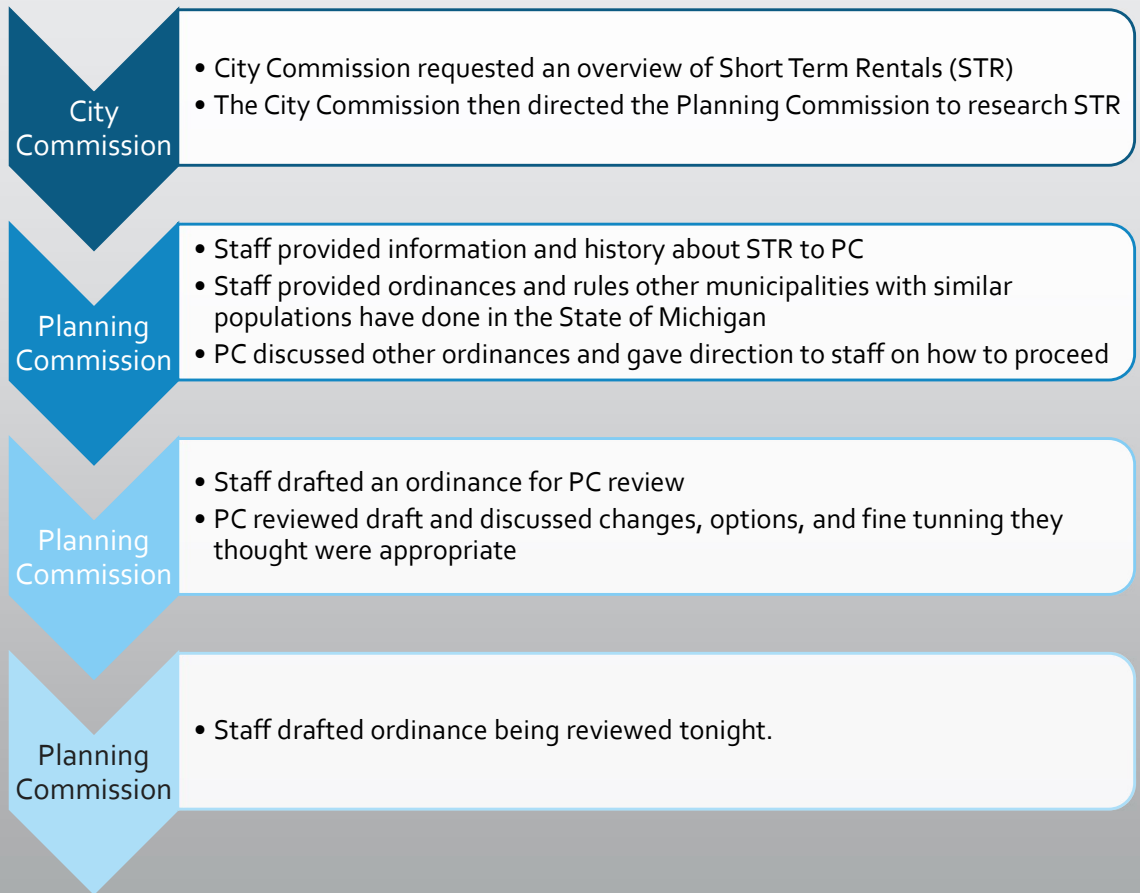 City
Commission
• City Commission requested an overview of Short Term Rentals (STR)
• The City Commission then directed the Planning Commission to research STR
Planning
Commission
• Staff provided information and history about STR to PC
• Staff provided ordinances and rules other municipalities with similar
populations have done in the State of Michigan
• PC discussed other ordinances and gave direction to staff on how to proceed
Planning
Commission
• Staff drafted an ordinance for PC review
• PC reviewed draft and discussed changes, options, and fine tunning they
thought were appropriate
Planning
Commission
• Staff drafted ordinance being reviewed tonight.